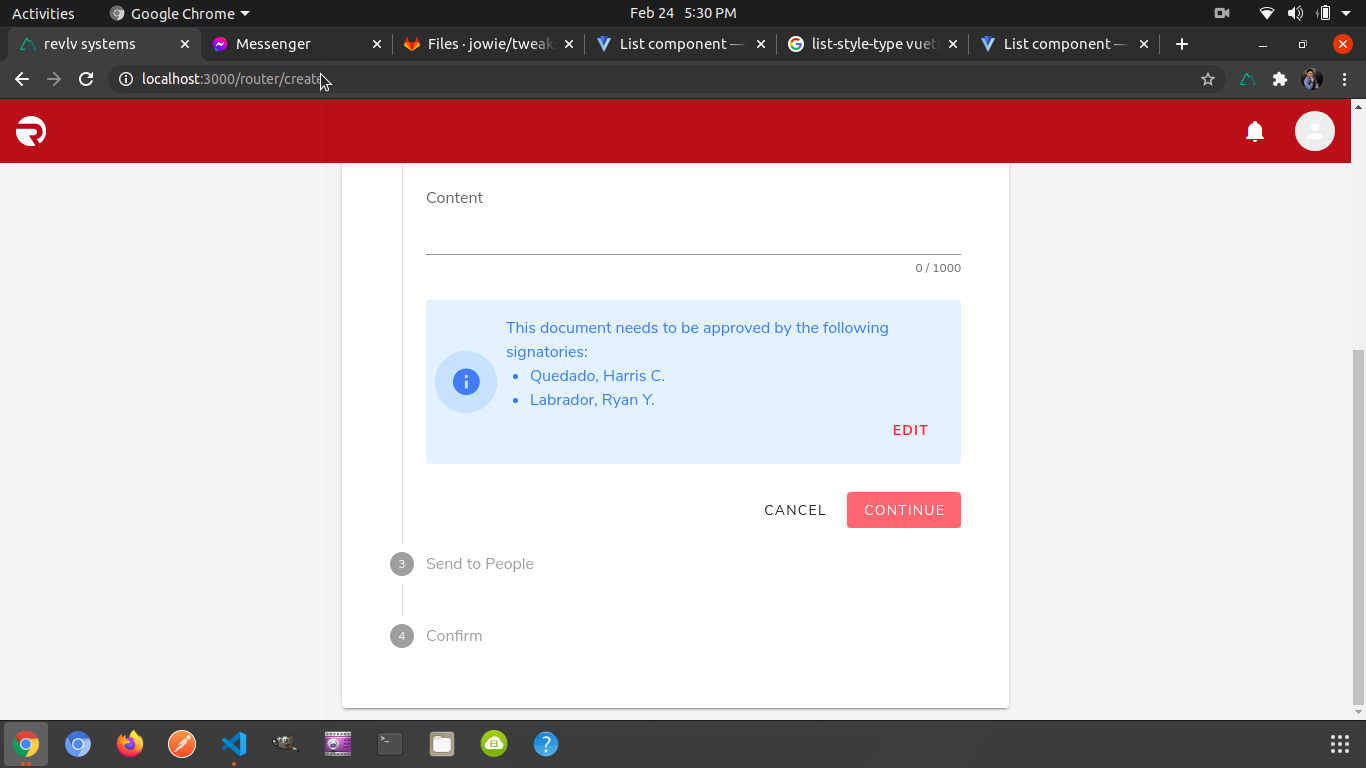 Activities
Google Chrome
Feb 24 5:30 PM
revlv systems
Messenger
Files · jowie/tweak
List component —
list-style-type vuet
List component —
localhost:3000/router/create
Content
0 / 1000
This document needs to be approved by the following
signatories:
Quedado, Harris C.
Labrador, Ryan Y.
EDIT
CANCEL
CONTINUE
3
Send to People
4
Confirm